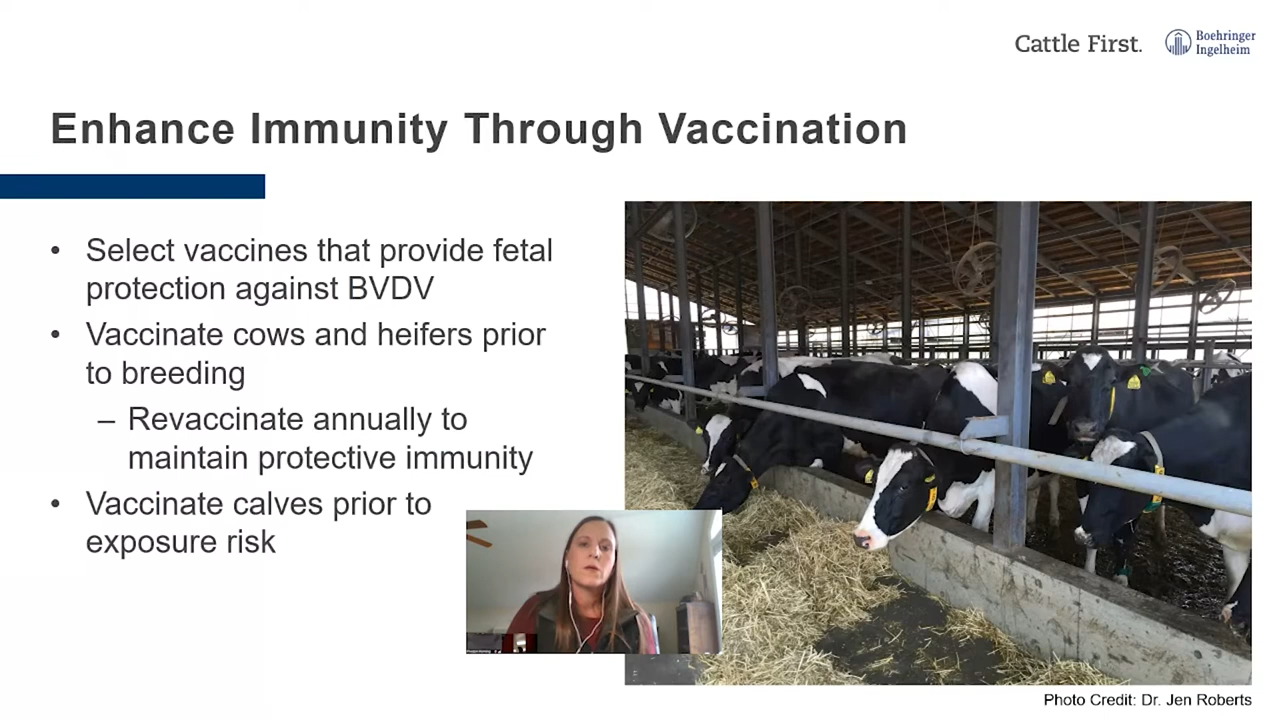 Cattle First.
Boehringer
Ingelheim
Enhance Immunity Through Vaccination
• Select vaccines that provide fetal
protection against BVDV
• Vaccinate cows and heifers prior
to breeding
– Revaccinate annually to
maintain protective immunity
• Vaccinate calves prior to
exposure risk
Photo Credit: Dr. Jen Roberts